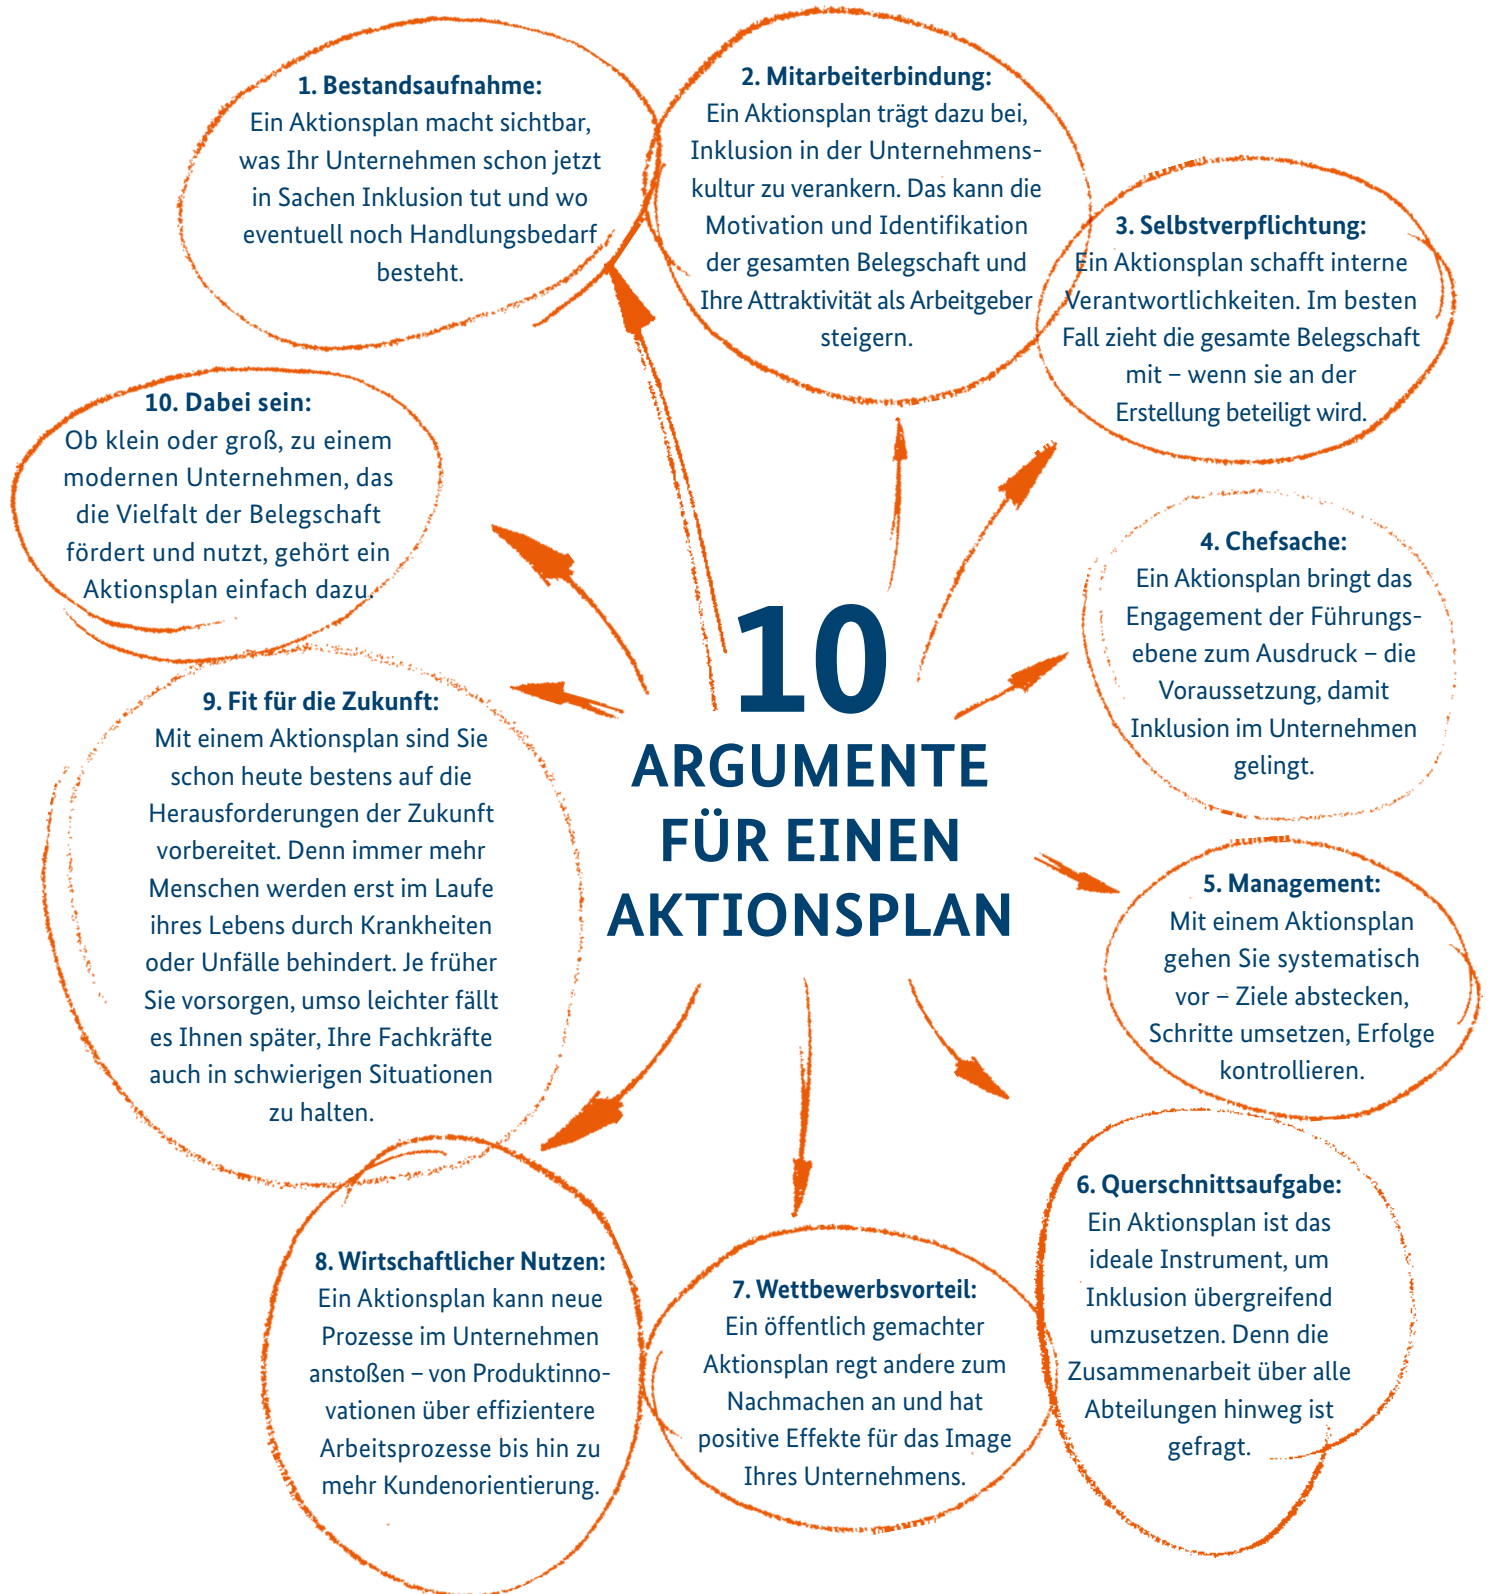 10
ARGUMENTE
FÜR EINEN
AKTIONSPLAN
1. Bestandsaufnahme:
Ein Aktionsplan macht sichtbar,
was Ihr Unternehmen schon jetzt
in Sachen Inklusion tut und wo
eventuell noch Handlungsbedarf
besteht.
2. Mitarbeiterbindung:
Ein Aktionsplan trägt dazu bei,
Inklusion in der Unternehmens-
kultur zu verankern. Das kann die
Motivation und Identifikation
der gesamten Belegschaft und
Ihre Attraktivität als Arbeitgeber
steigern.
3. Selbstverpflichtung:
Ein Aktionsplan schafft interne
Verantwortlichkeiten. Im besten
Fall zieht die gesamte Belegschaft
mit – wenn sie an der
Erstellung beteiligt wird.
4. Chefsache:
Ein Aktionsplan bringt das
Engagement der Führungs-
ebene zum Ausdruck – die
Voraussetzung, damit
Inklusion im Unternehmen
gelingt.
5. Management:
Mit einem Aktionsplan
gehen Sie systematisch
vor – Ziele abstecken,
Schritte umsetzen, Erfolge
kontrollieren.
6. Querschnittsaufgabe:
Ein Aktionsplan ist das
ideale Instrument, um
Inklusion übergreifend
umzusetzen. Denn die
Zusammenarbeit über alle
Abteilungen hinweg ist
gefragt.
7. Wettbewerbsvorteil:
Ein öffentlich gemachter
Aktionsplan regt andere zum
Nachmachen an und hat
positive Effekte für das Image
Ihres Unternehmens.
8. Wirtschaftlicher Nutzen:
Ein Aktionsplan kann neue
Prozesse im Unternehmen
anstoßen – von Produktinno-
vationen über effizientere
Arbeitsprozesse bis hin zu
mehr Kundenorientierung.
9. Fit für die Zukunft:
Mit einem Aktionsplan sind Sie
schon heute bestens auf die
Herausforderungen der Zukunft
vorbereitet. Denn immer mehr
Menschen werden erst im Laufe
ihres Lebens durch Krankheiten
oder Unfälle behindert. Je früher
Sie vorsorgen, umso leichter fällt
es Ihnen später, Ihre Fachkräfte
auch in schwierigen Situationen
zu halten.
10. Dabei sein:
Ob klein oder groß, zu einem
modernen Unternehmen, das
die Vielfalt der Belegschaft
fördert und nutzt, gehört ein
Aktionsplan einfach dazu.